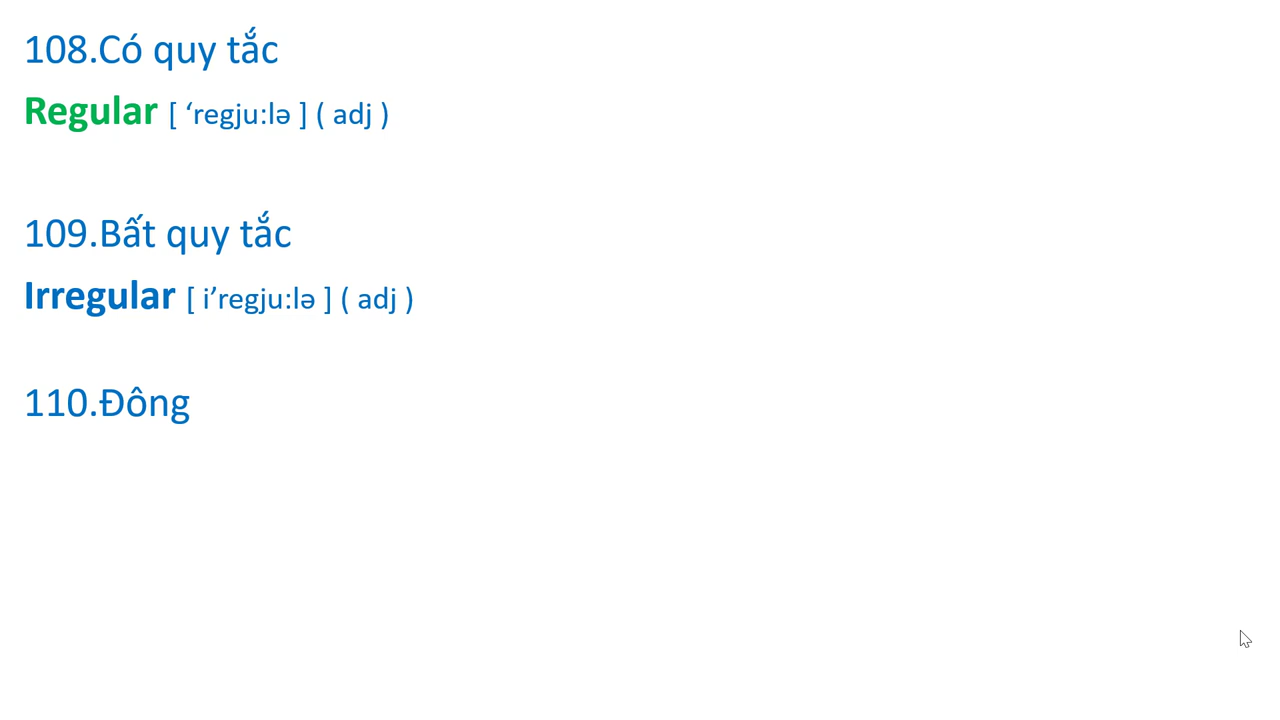 108.Có quy tắc
Regular [ ‘regju:lə ] ( adj )
109.Bất quy tắc
Irregular [ i’regju:lə ] ( adj )
110.Đông